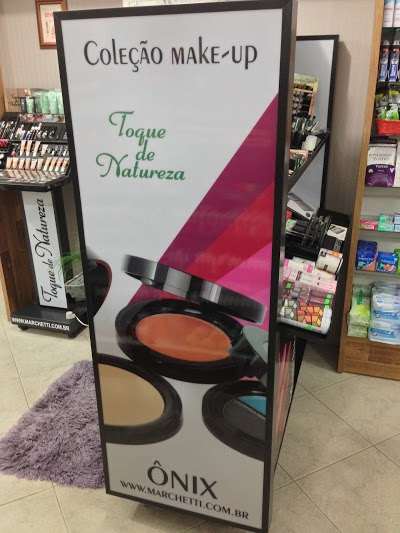 Coleção MAKE-UP
Toque
de
Natureza
Toque de Natureza
WWW.MARCHETTI.COM.BR
ÔNIX
WWW.MARCHETTI.COM.BR